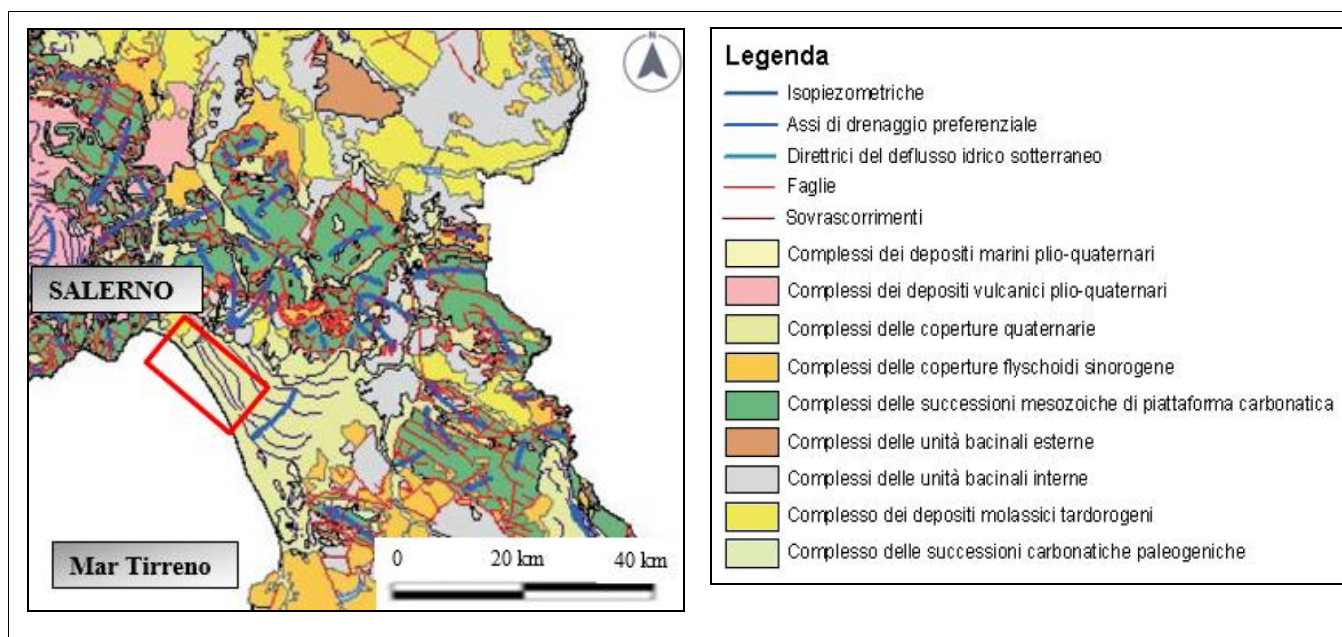 N
SALERNO
Mar Tirreno
0 20 km 40 km
Legenda
Isopiezometriche
Assi di drenaggio preferenziale
Direttrici del deflusso idrico sotterraneo
Faglie
Sovrascorrimenti
Complessi dei depositi marini plio-quaternari
Complessi dei depositi vulcanici plio-quaternari
Complessi delle coperture quaternarie
Complessi delle coperture flyschoidi sinorogene
Complessi delle successioni mesozoiche di piattaforma carbonatica
Complessi delle unità bacinali esterne
Complessi delle unità bacinali interne
Complesso dei depositi molassici tardorogeni
Complesso delle successioni carbonatiche paleogeniche